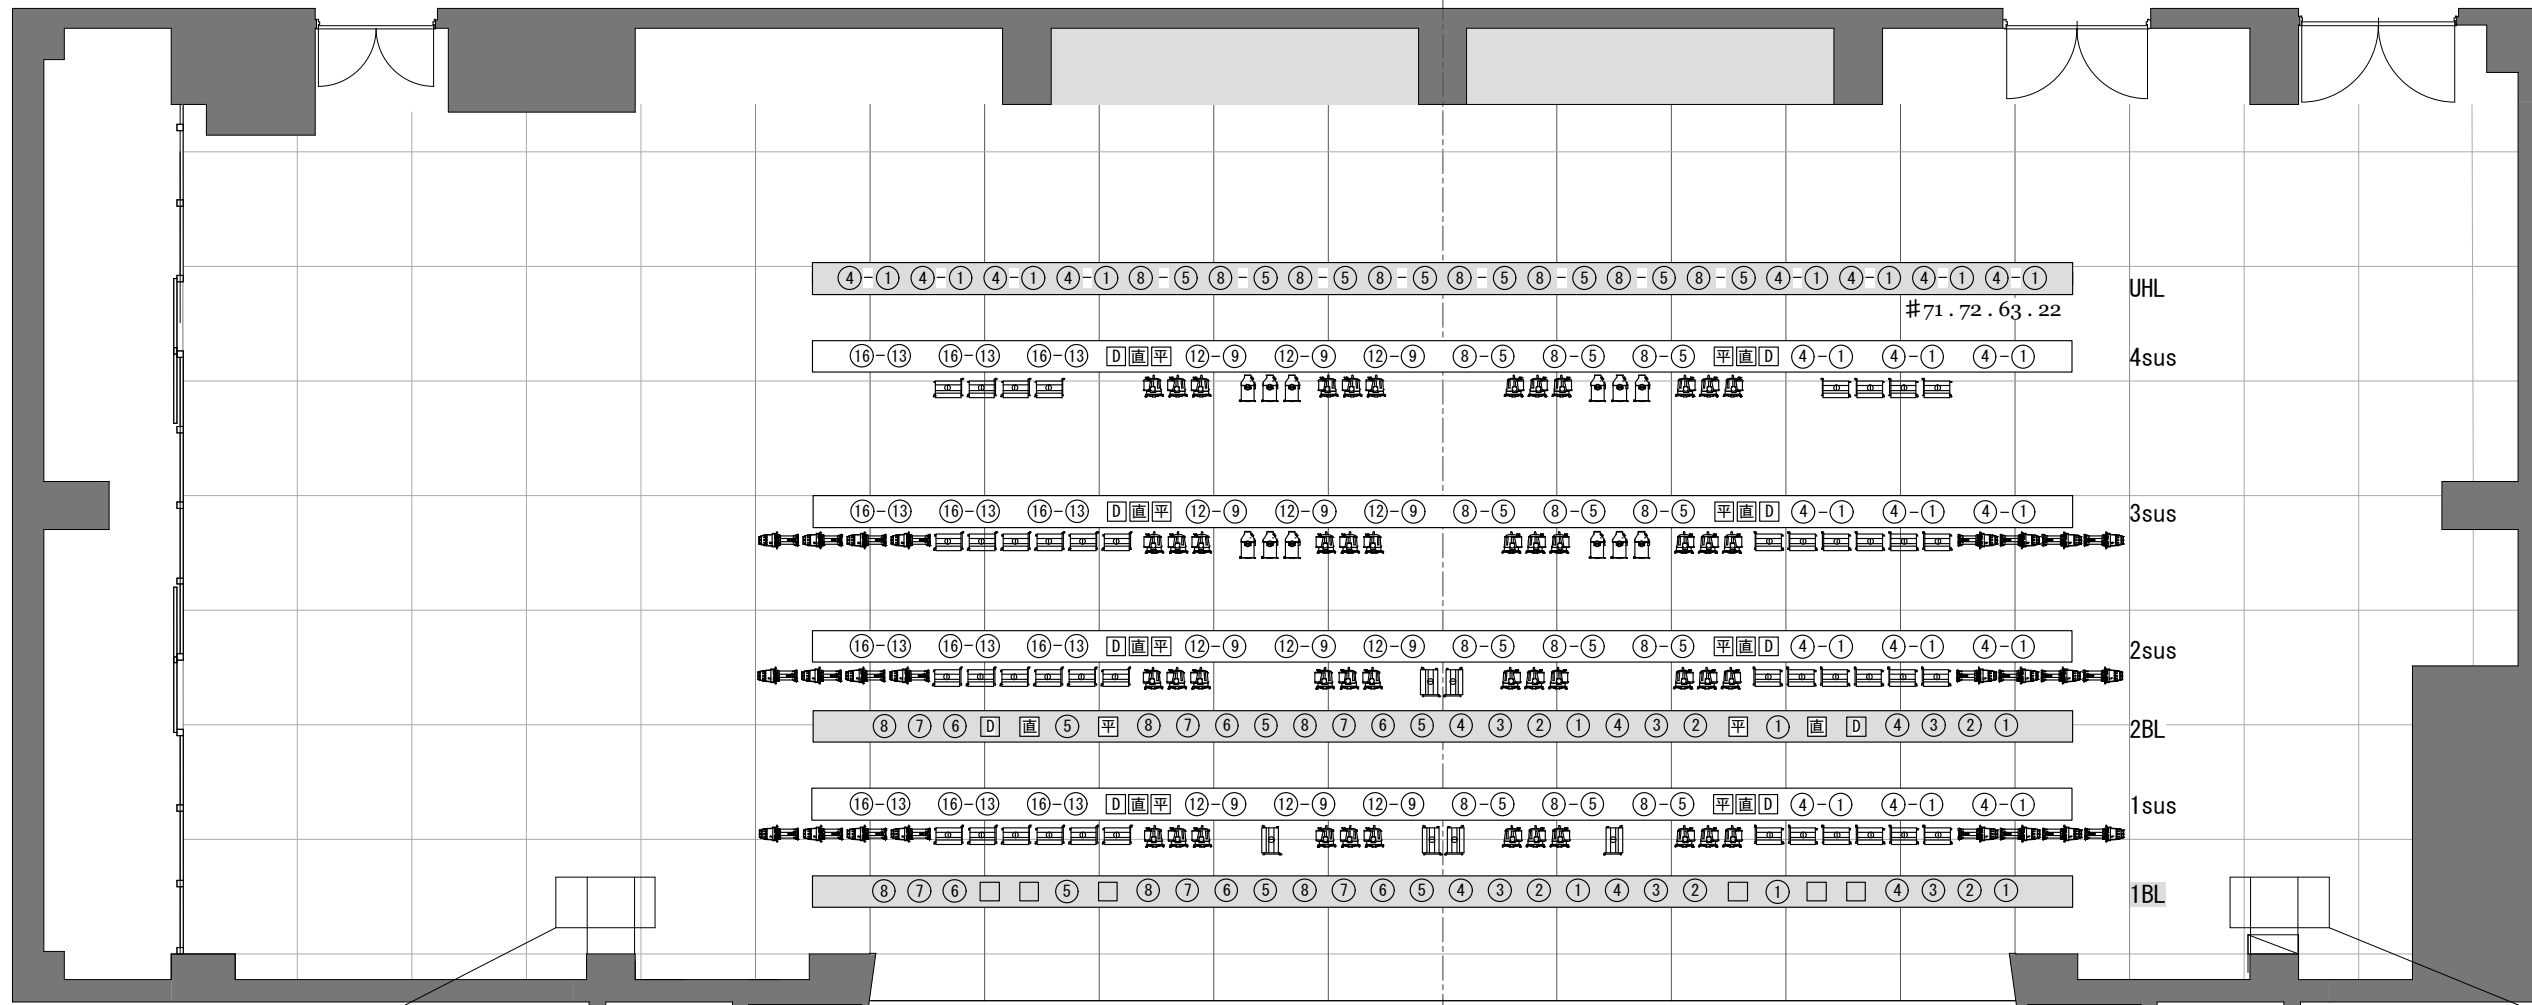 ④-① ④-① ④-① ④-① ⑧-⑤ ⑧-⑤ ⑧-⑤ ⑧-⑤ ⑧-⑤ ⑧-⑤ ⑧-⑤ ⑧-⑤ ④-① ④-① ④-① ④-① UHL
♯71.72.63.22
⑯-⑬ ⑯-⑬ ⑯-⑬ D 直 平 ⑫-⑨ ⑫-⑨ ⑫-⑨ ⑧-⑤ ⑧-⑤ ⑧-⑤ 平 直 D ④-① ④-① ④-① 4sus
⑯-⑬ ⑯-⑬ ⑯-⑬ D 直 平 ⑫-⑨ ⑫-⑨ ⑫-⑨ ⑧-⑤ ⑧-⑤ ⑧-⑤ 平 直 D ④-① ④-① ④-① 3sus
⑯-⑬ ⑯-⑬ ⑯-⑬ D 直 平 ⑫-⑨ ⑫-⑨ ⑫-⑨ ⑧-⑤ ⑧-⑤ ⑧-⑤ 平 直 D ④-① ④-① ④-① 2sus
⑧ ⑦ ⑥ D 直 ⑤ 平 ⑧ ⑦ ⑥ ⑤ ⑧ ⑦ ⑥ ⑤ ④ ③ ② ① ④ ③ ② 平 ① 直 D ④ ③ ② ① 2BL
⑯-⑬ ⑯-⑬ ⑯-⑬ D 直 平 ⑫-⑨ ⑫-⑨ ⑫-⑨ ⑧-⑤ ⑧-⑤ ⑧-⑤ 平 直 D ④-① ④-① ④-① 1sus
⑧ ⑦ ⑥ ⑤ ⑧ ⑦ ⑥ ⑤ ⑧ ⑦ ⑥ ⑤ ④ ③ ② ① ④ ③ ② ① ④ ③ ② ① 1BL